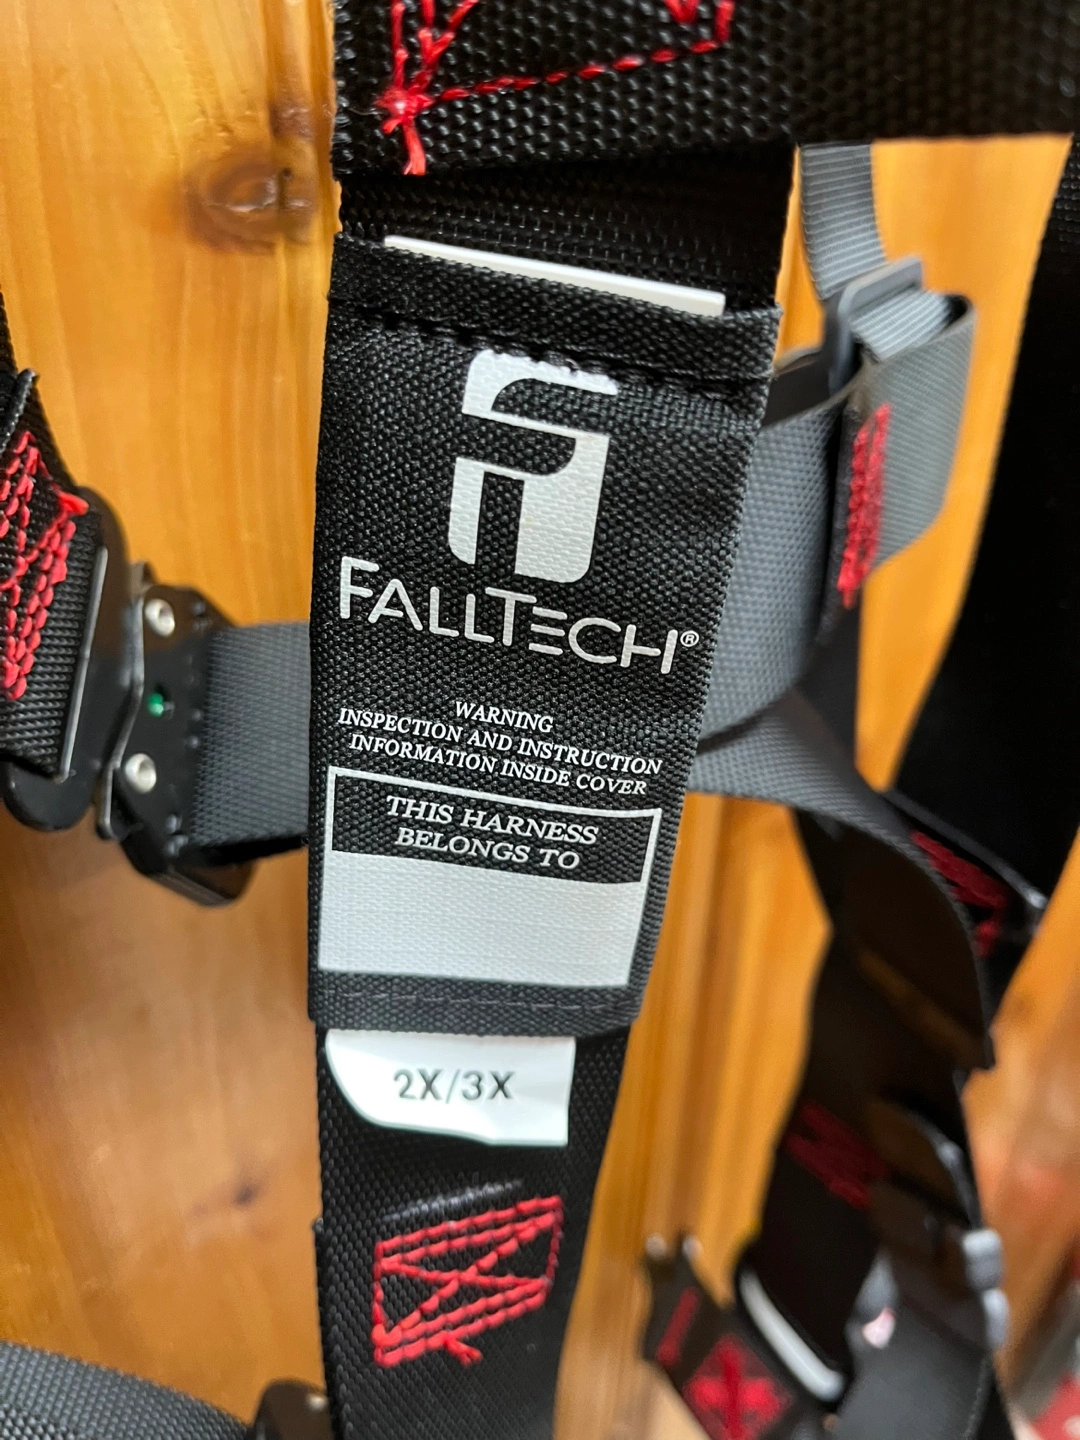 FALLTECH®
WARNING
INSPECTION AND INSTRUCTION
INFORMATION INSIDE COVER
THIS HARNESS
BELONGS TO
2X/3X